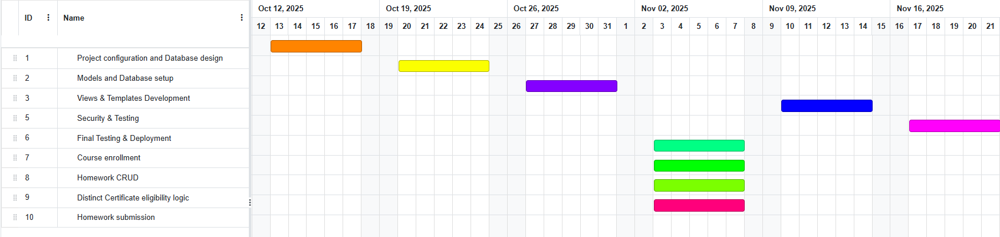 Oct 12, 2025 Oct 19, 2025 Oct 26, 2025 Nov 02, 2025 Nov 09, 2025 Nov 16, 2025
ID Name
12 13 14 15 16 17 18 19 20 21 22 23 24 25 26 27 28 29 30 31 1 2 3 4 5 6 7 8 9 10 11 12 13 14 15 16 17 18 19 20 21
1 Project configuration and Database design
2 Models and Database setup
3 Views & Templates Development
5 Security & Testing
6 Final Testing & Deployment
7 Course enrollment
8 Homework CRUD
9 Distinct Certificate eligibility logic
10 Homework submission